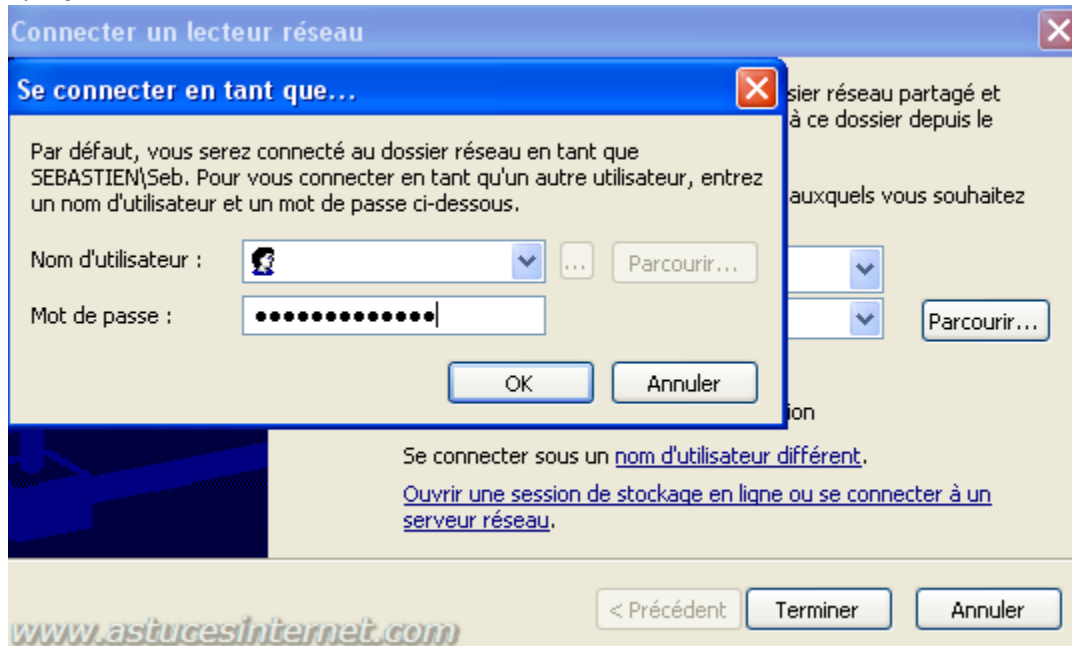 Connecter un lecteur réseau
Se connecter en tant que...
sier réseau partagé et
à ce dossier depuis le
Par défaut, vous serez connecté au dossier réseau en tant que
SEBASTIEN\Seb. Pour vous connecter en tant qu'un autre utilisateur, entrez
un nom d'utilisateur et un mot de passe ci-dessous.
auxquels vous souhaitez
Nom d'utilisateur :
...
Parcourir...
Mot de passe :
●●●●●●●●●●●●●
Parcourir...
OK
Annuler
ion
Se connecter sous un nom d'utilisateur différent.
Ouvrir une session de stockage en ligne ou se connecter à un
serveur réseau.
< Précédent
Terminer
Annuler
www.astucesinternet.com